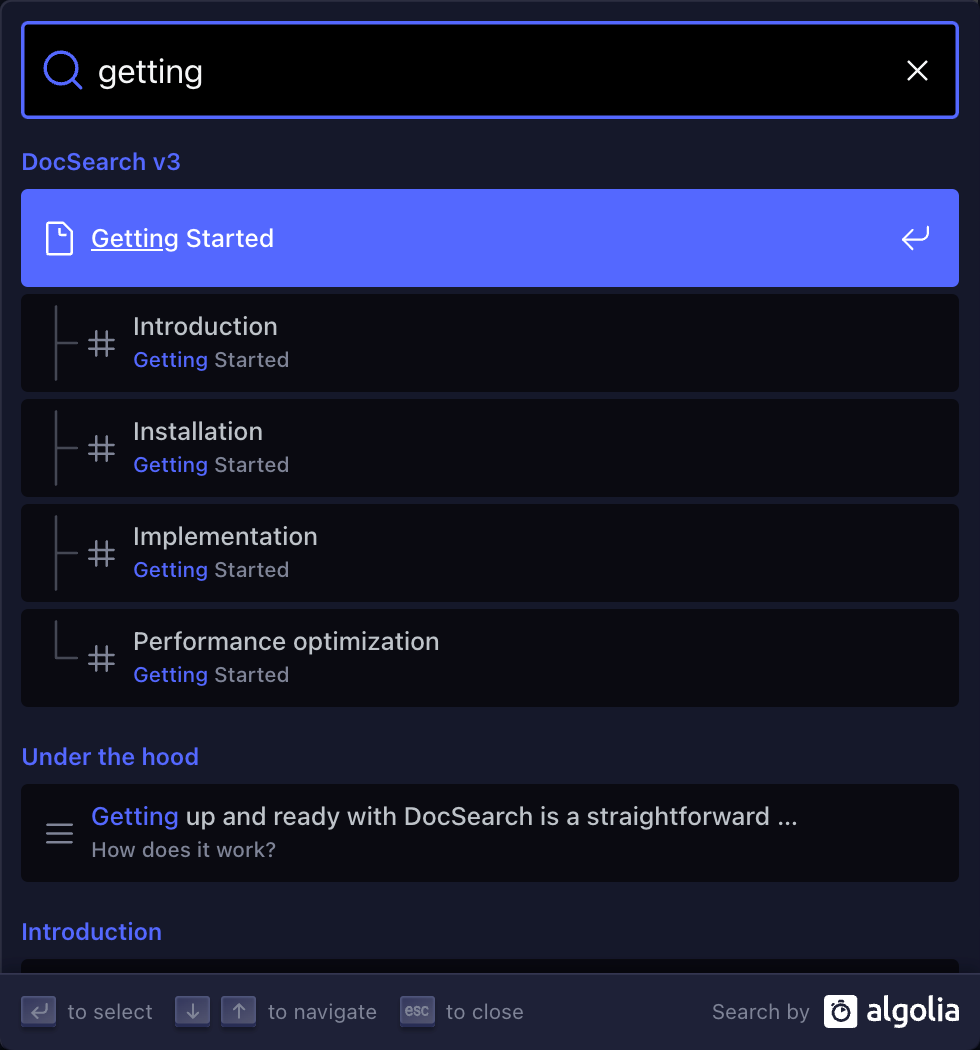 getting
DocSearch v3
Getting Started
Introduction
Getting Started
Installation
Getting Started
Implementation
Getting Started
Performance optimization
Getting Started
Under the hood
Getting up and ready with DocSearch is a straightforward ...
How does it work?
Introduction
to select to navigate esc to close Search by algolia